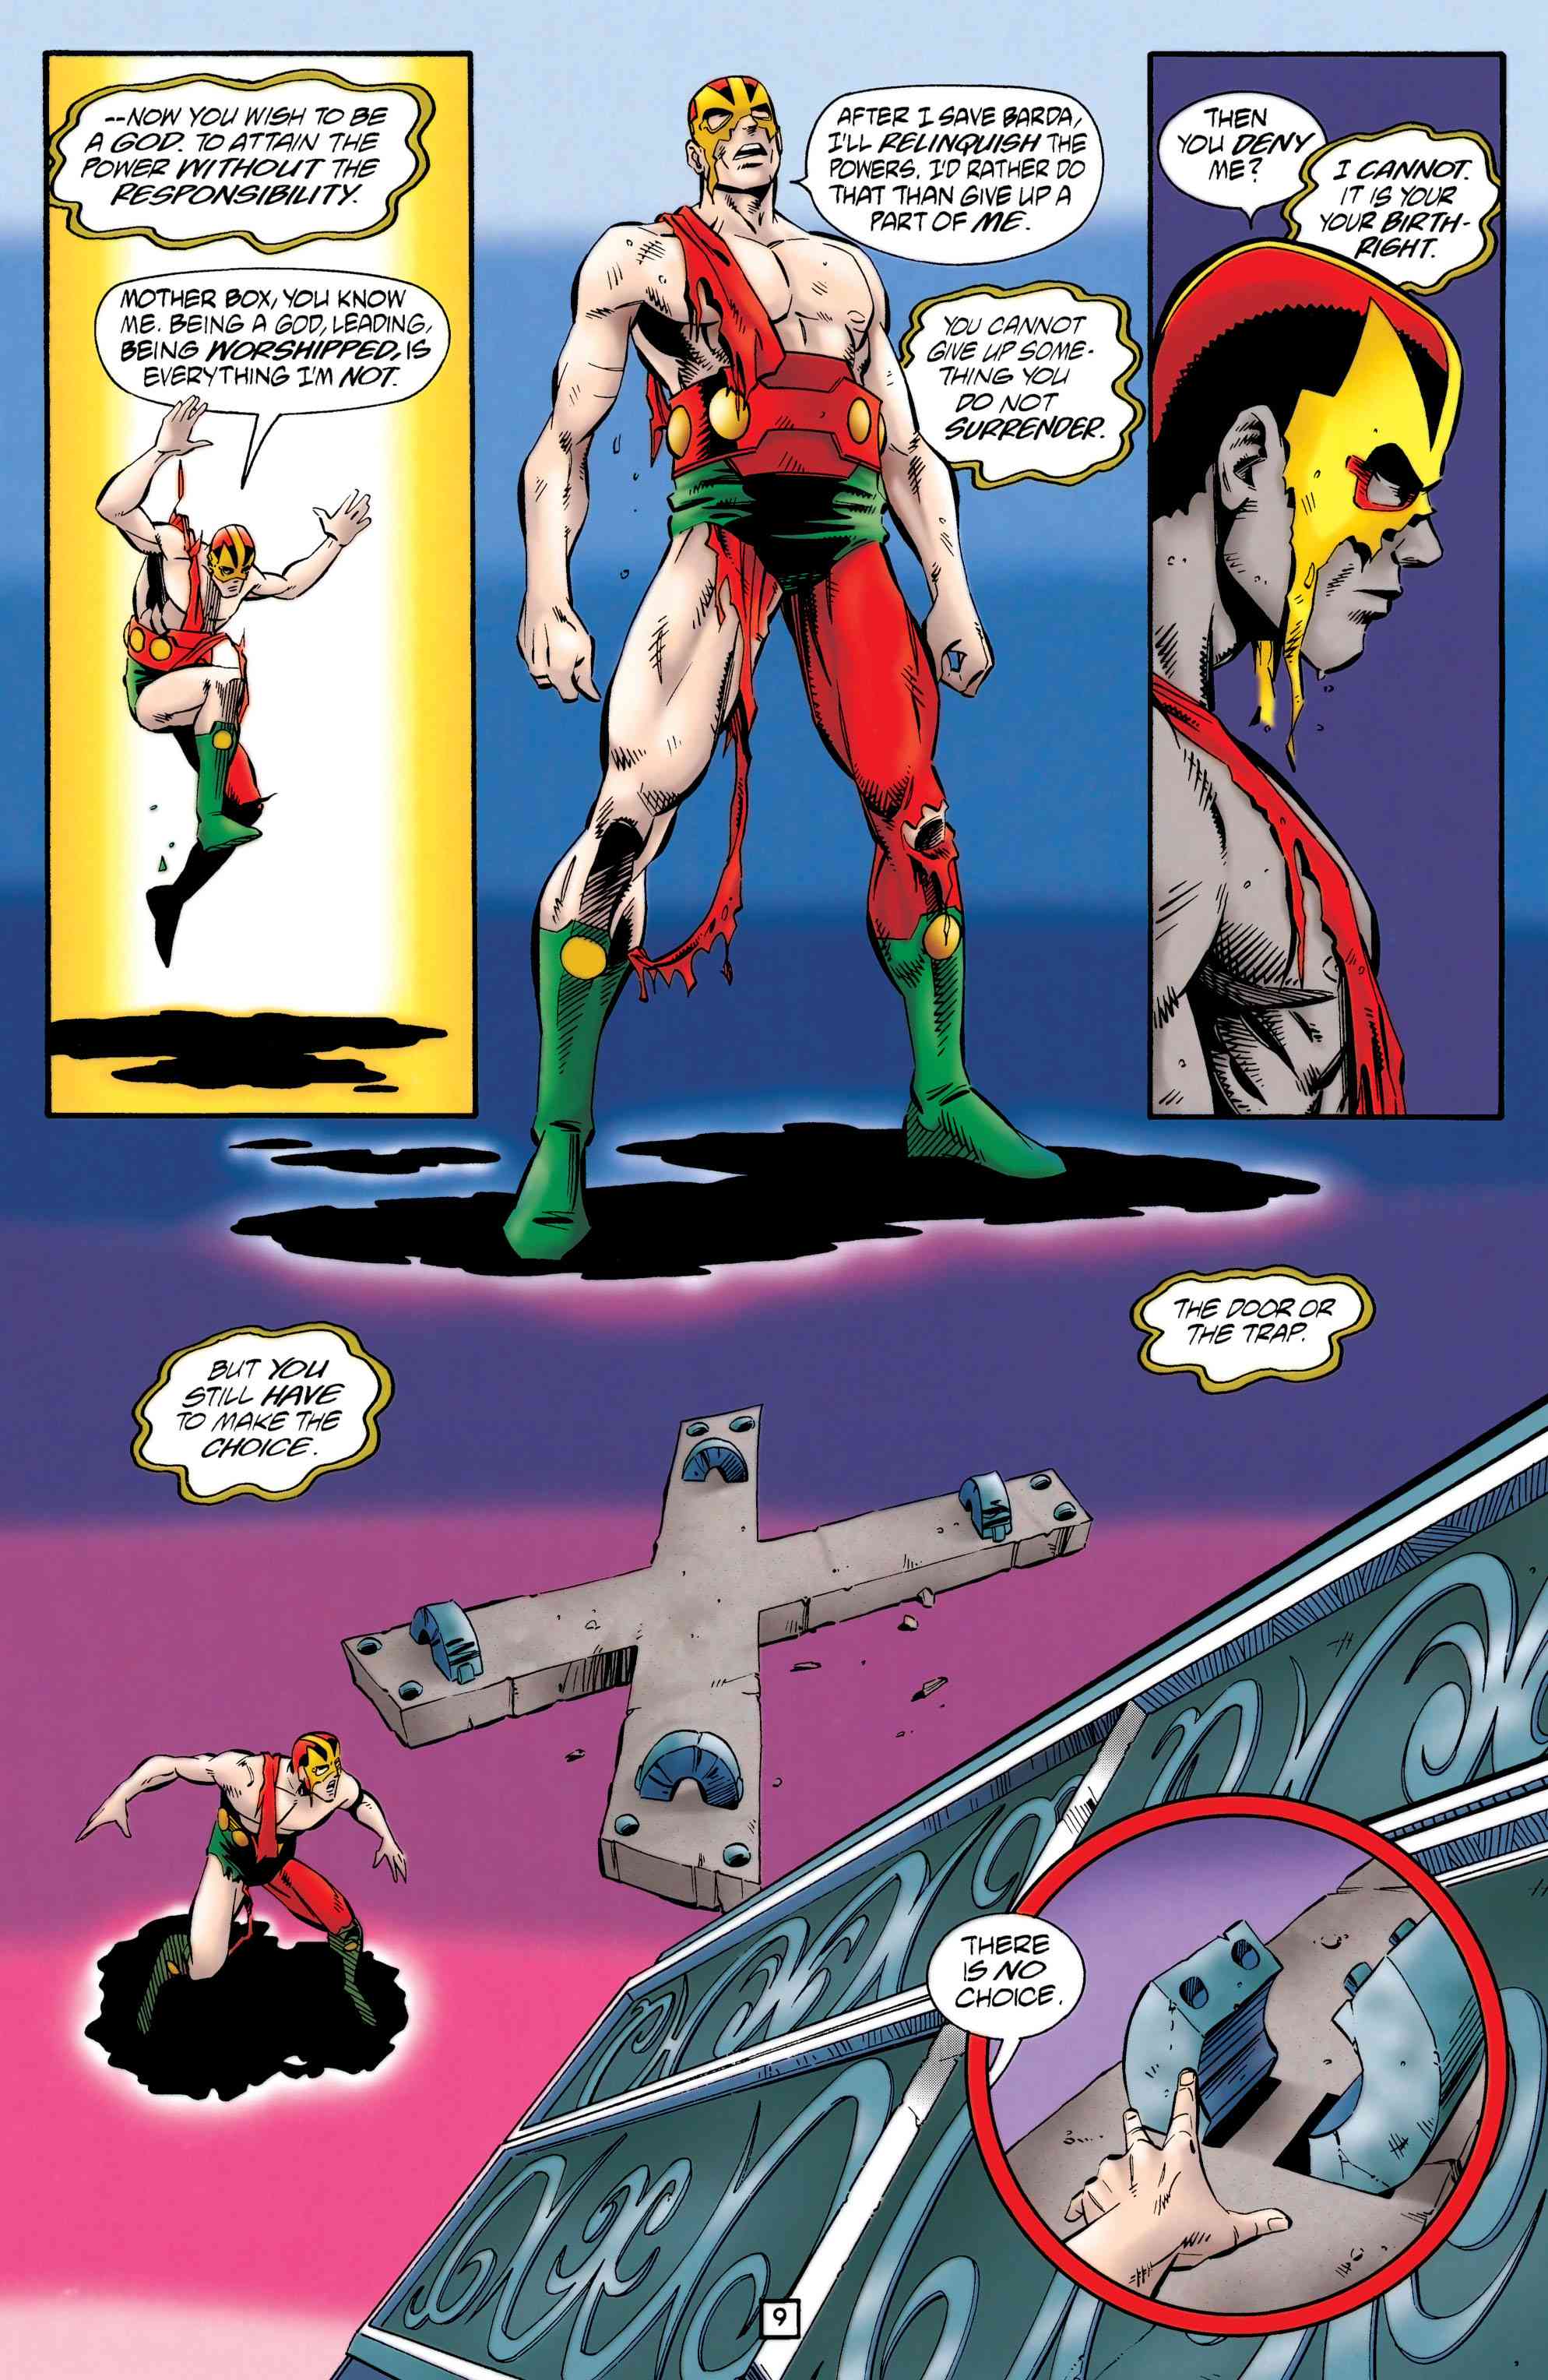 --NOW YOU WISH TO BE
A GOD. TO ATTAIN THE
POWER WITHOUT THE
RESPONSIBILITY.
MOTHER BOX, YOU KNOW
ME. BEING A GOD, LEADING,
BEING WORSHIPPED, IS
EVERYTHING I'M NOT.
AFTER I SAVE BARDA,
I'LL RELINQUISH THE
POWERS. I'D RATHER DO
THAT THAN GIVE UP A
PART OF ME.
YOU CANNOT
GIVE UP SOME-
THING YOU
DO NOT
SURRENDER.
THEN
YOU DENY
ME?
I CANNOT.
IT IS YOUR
YOUR BIRTH-
RIGHT.
BUT YOU
STILL HAVE
TO MAKE THE
CHOICE.
THE DOOR OR
THE TRAP.
THERE
IS NO
CHOICE.
9